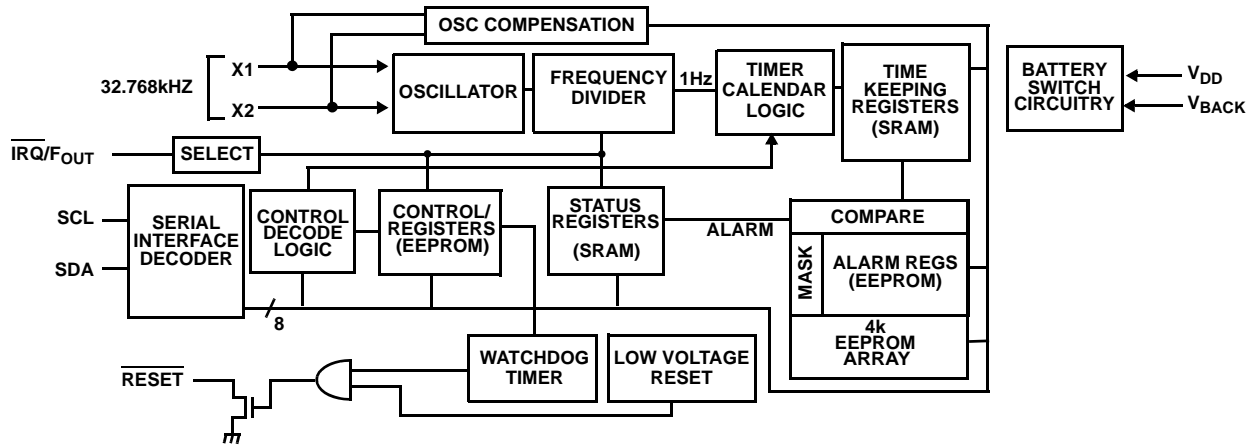 OSC COMPENSATION
32.768kHZ
X1
X2
OSCILLATOR
FREQUENCY
DIVIDER
1Hz
TIMER
CALENDAR
LOGIC
TIME
KEEPING
REGISTERS
(SRAM)
BATTERY
SWITCH
CIRCUITRY
VDD
VBACK
IRQ/FOUT
SELECT
SCL
SDA
SERIAL
INTERFACE
DECODER
CONTROL
DECODE
LOGIC
CONTROL/
REGISTERS
(EEPROM)
STATUS
REGISTERS
(SRAM)
ALARM
COMPARE
MASK
ALARM REGS
(EEPROM)
4k
EEPROM
ARRAY
8
WATCHDOG
TIMER
LOW VOLTAGE
RESET
RESET